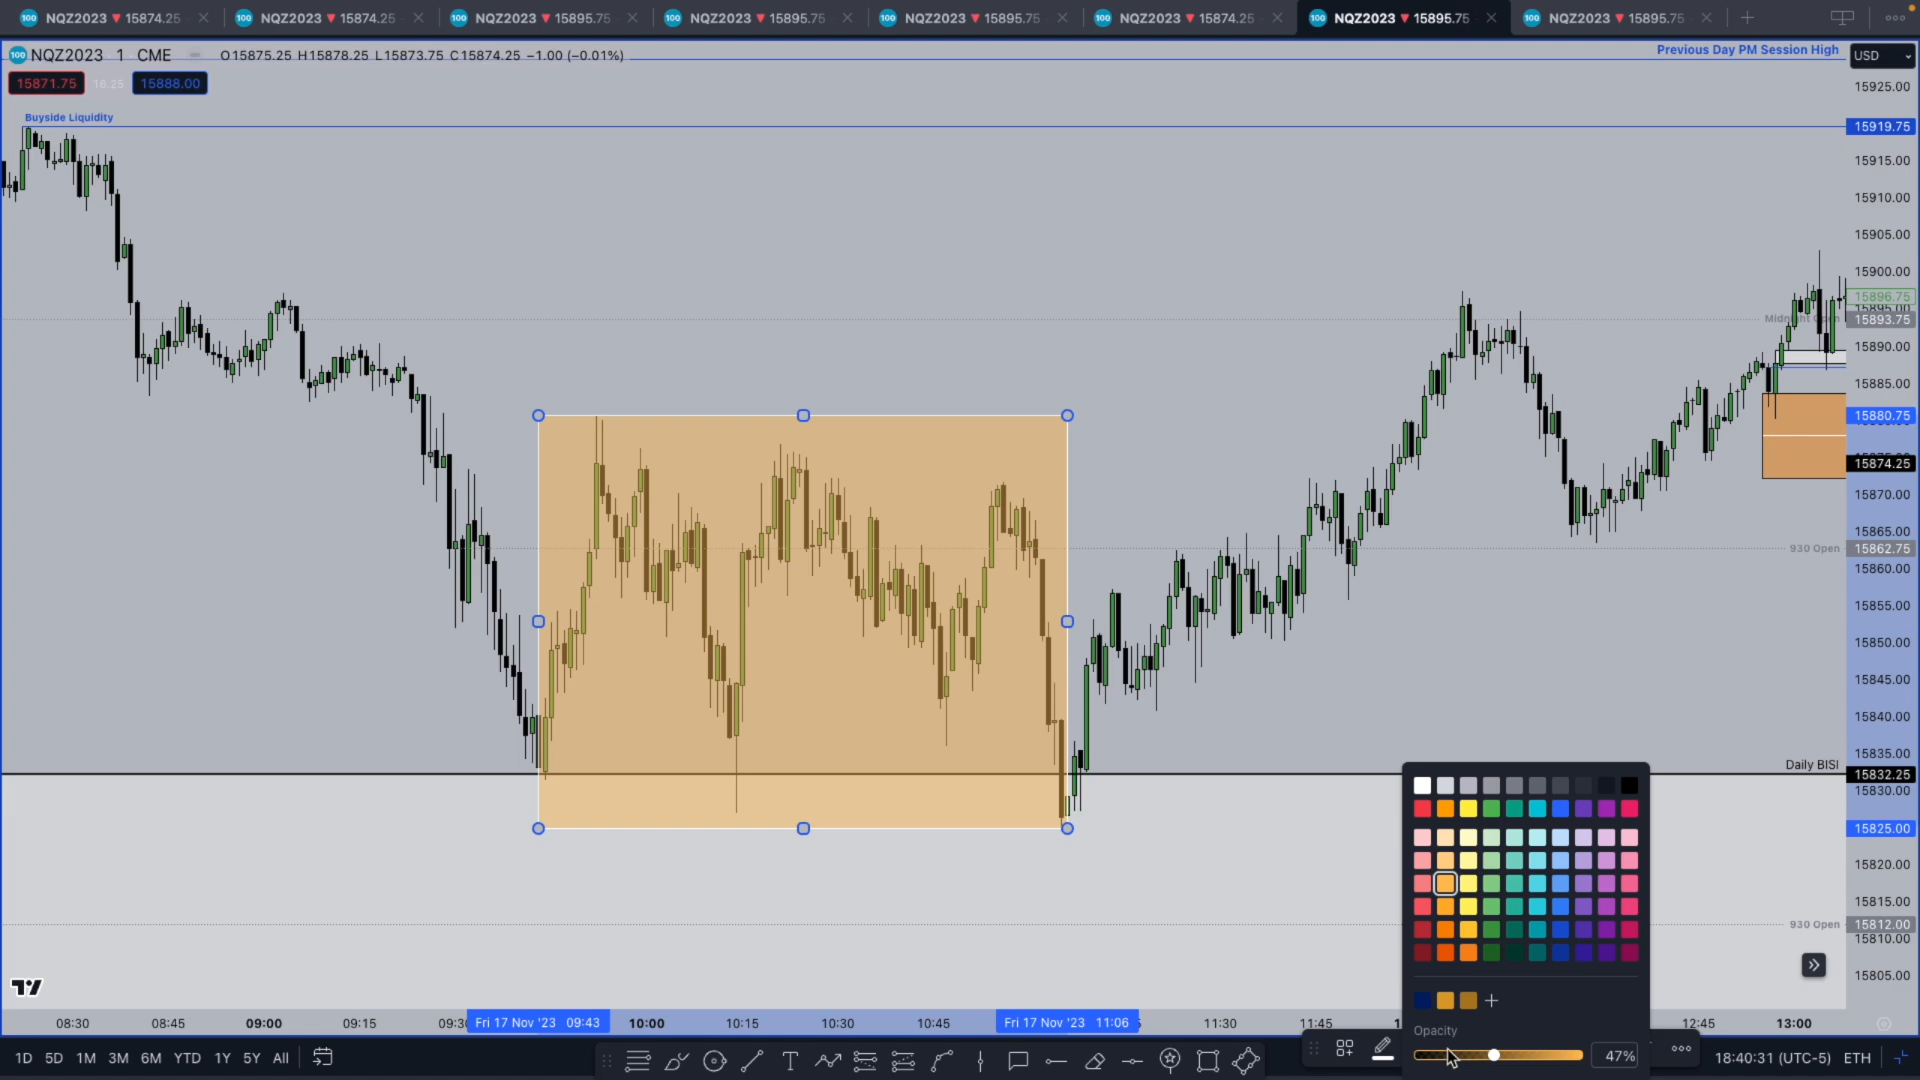 NQZ2023 ▼ 15874.25
NQZ2023 ▼ 15874.25
NQZ2023 ▼ 15895.75
NQZ2023 ▼ 15895.75
NQZ2023 ▼ 15895.75
NQZ2023 ▼ 15874.25
NQZ2023 ▼ 15895.75
NQZ2023 ▼ 15895.75
100 NQZ2023 1 CME O15875.25 H15878.25 L15873.75 C15874.25 −1.00 (−0.01%)
Previous Day PM Session High
USD
15871.75 16.25 15888.00
15925.00
Buyside Liquidity
15919.75
15915.00
15910.00
15905.00
15900.00
15896.75
15893.75
15890.00
15885.00
15880.75
15874.25
15870.00
15865.00
930 Open 15862.75
15860.00
15855.00
15850.00
15845.00
15840.00
15835.00
Daily BISI 15832.25
15830.00
15825.00
15820.00
15815.00
930 Open 15812.00
15810.00
15805.00
08:30 08:45 09:00 09:15 09:30 Fri 17 Nov '23 09:43 10:00 10:15 10:30 10:45 Fri 17 Nov '23 11:06 11:30 11:45 12:45 13:00
Opacity
47%
1D 5D 1M 3M 6M YTD 1Y 5Y All
18:40:31 (UTC-5) ETH